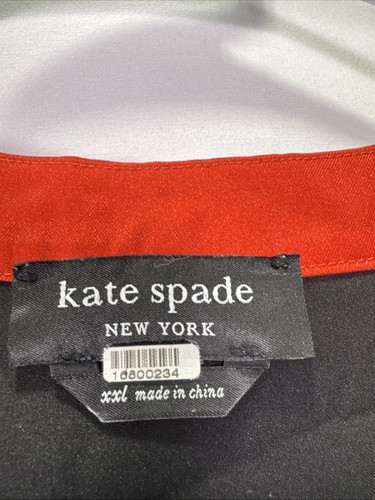 kate spade
NEW YORK
16800234
xxl made in china